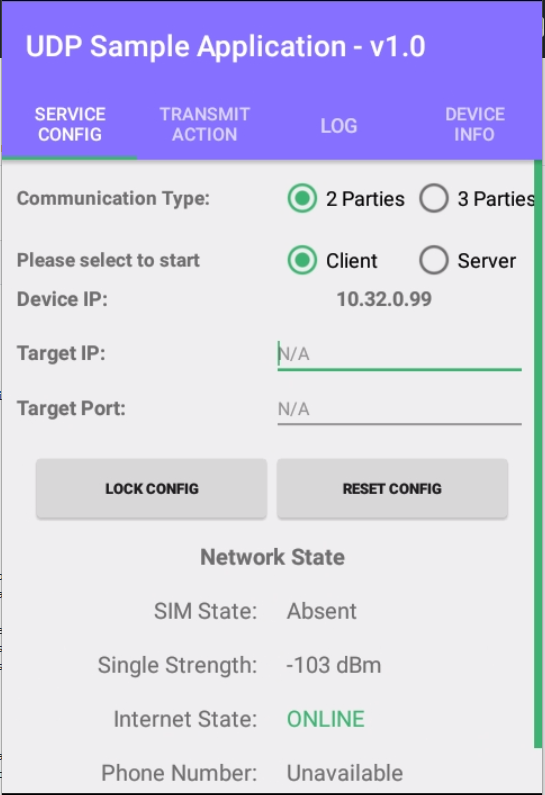 UDP Sample Application - v1.0
SERVICE CONFIG
TRANSMIT ACTION
LOG
DEVICE INFO
Communication Type: 2 Parties 3 Parties
Please select to start Client Server
Device IP: 10.32.0.99
Target IP: N/A
Target Port: N/A
LOCK CONFIG RESET CONFIG
Network State
SIM State: Absent
Single Strength: -103 dBm
Internet State: ONLINE
Phone Number: Unavailable